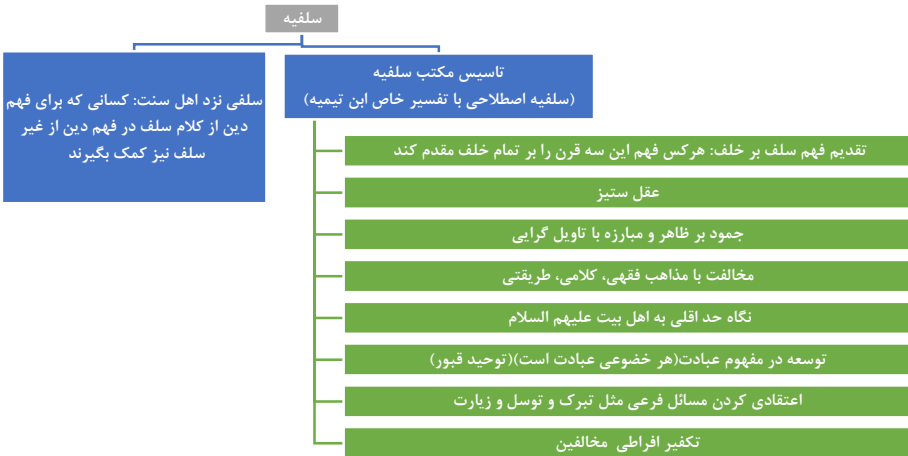 سلفیه
تاسیس مکتب سلفیه
(سلفیه اصطلاحی با تفسیر خاص ابن تیمیه)
تقدیم فهم سلف بر خلف: هرکس فهم این سه قرن را بر تمام خلف مقدم کند
عقل ستیز
جمود بر ظاهر و مبارزه با تاویل گرایی
مخالفت با مذاهب فقهی، کلامی، طریقتی
نگاه حد اقلی به اهل بیت علیهم السلام
توسعه در مفهوم عبادت(هر خضوعی عبادت است)(توحید قبور)
اعتقادی کردن مسائل فرعی مثل تبرک و توسل و زیارت
تکفیر افراطی مخالفین
سلفی نزد اهل سنت: کسانی که برای فهم
دین از کلام سلف در فهم دین از غیر
سلف نیز کمک بگیرند